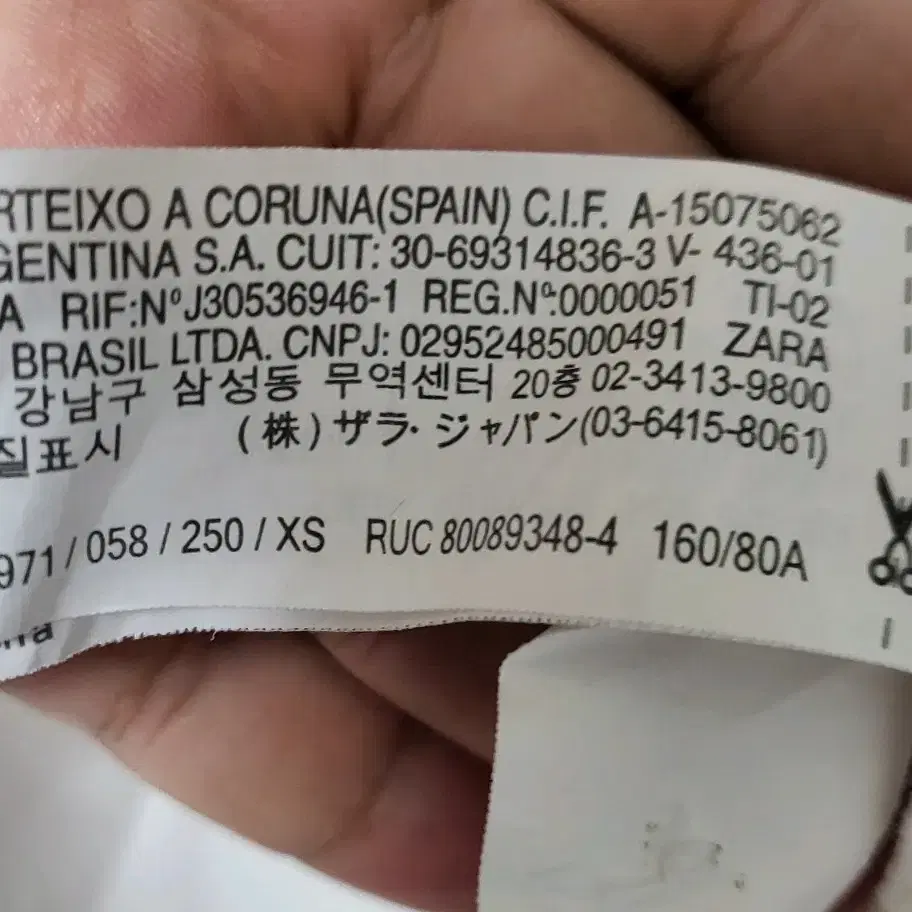 RTEIXO A CORUNA(SPAIN) C.I.F. A-15075062
GENTINA S.A. CUIT: 30-69314836-3 V- 436-01
A RIF:NºJ30536946-1 REG.Nº:0000051 TI-02
BRASIL LTDA. CNPJ: 02952485000491 ZARA
강남구 삼성동 무역센터 20층 02-3413-9800
질표시 (株)ザラ・ジャパン(03-6415-8061)
971 / 058 / 250 / XS RUC 80089348-4 160/80A